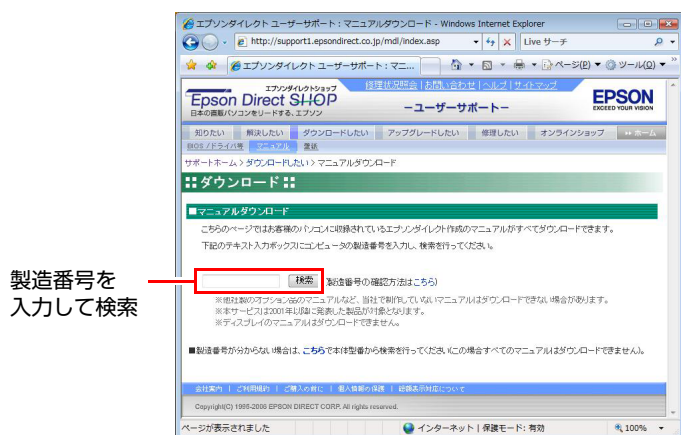 エプソンダイレクト ユーザーサポート : マニュアルダウンロード - Windows Internet Explorer
http://support1.epsondirect.co.jp/mdl/index.asp
Live サーチ
エプソンダイレクト ユーザーサポート : マニ...
ページ(P)
ツール(O)
エプソンダイレクトショップ
Epson Direct SHOP
日本の直販パソコンをリードする、エプソン
修理状況照会 | お問い合わせ | ヘルプ | サイトマップ
−ユーザーサポート−
EPSON
EXCEED YOUR VISION
知りたい 解決したい ダウンロードしたい アップグレードしたい 修理したい オンラインショップ ホーム
BIOS／ドライバ等 マニュアル 壁紙
サポートホーム > ダウンロードしたい > マニュアルダウンロード
ダウンロード
■マニュアルダウンロード
こちらのページではお客様のパソコンに収録されているエプソンダイレクト作成のマニュアルがすべてダウンロードできます。
下記のテキスト入力ボックスにコンピュータの製造番号を入力し、検索を行ってください。
製造番号を
入力して検索
検索 製造番号の確認方法はこちら)
※他社製のオプション品のマニュアルなど、当社で制作していないマニュアルはダウンロードできない場合があります。
※本サービスは2001年以降に発表した製品が対象となります。
※ディスプレイのマニュアルはダウンロードできません。
■製造番号が分からない場合は、こちらで本体型番から検索を行ってください(この場合すべてのマニュアルはダウンロードできません)。
会社案内 | ご利用規約 | ご購入の前に | 個人情報の保護 | 総額表示対応について
Copyright(C) 1995-2006 EPSON DIRECT CORP. All rights reserved.
ページが表示されました
インターネット | 保護モード: 有効
100%